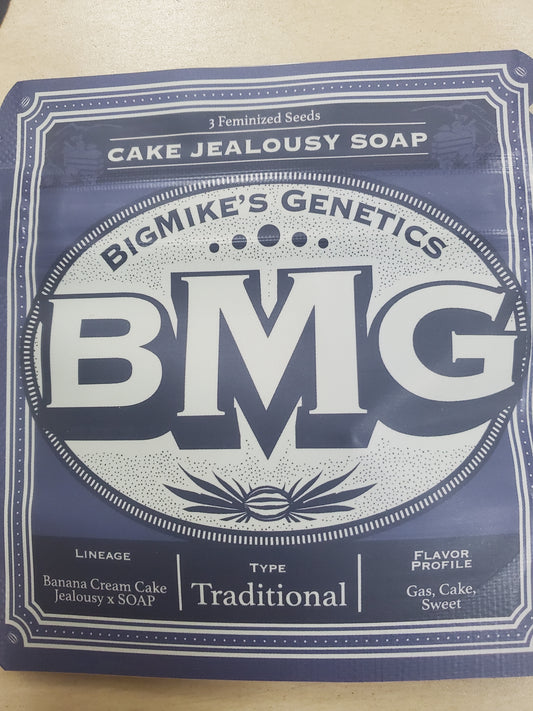 3 Feminized Seeds
CAKE JEALOUSY SOAP
BIGMIKE'S GENETICS
BMG
LINEAGE
Banana Cream Cake
Jealousy x SOAP
TYPE
Traditional
FLAVOR
PROFILE
Gas, Cake,
Sweet